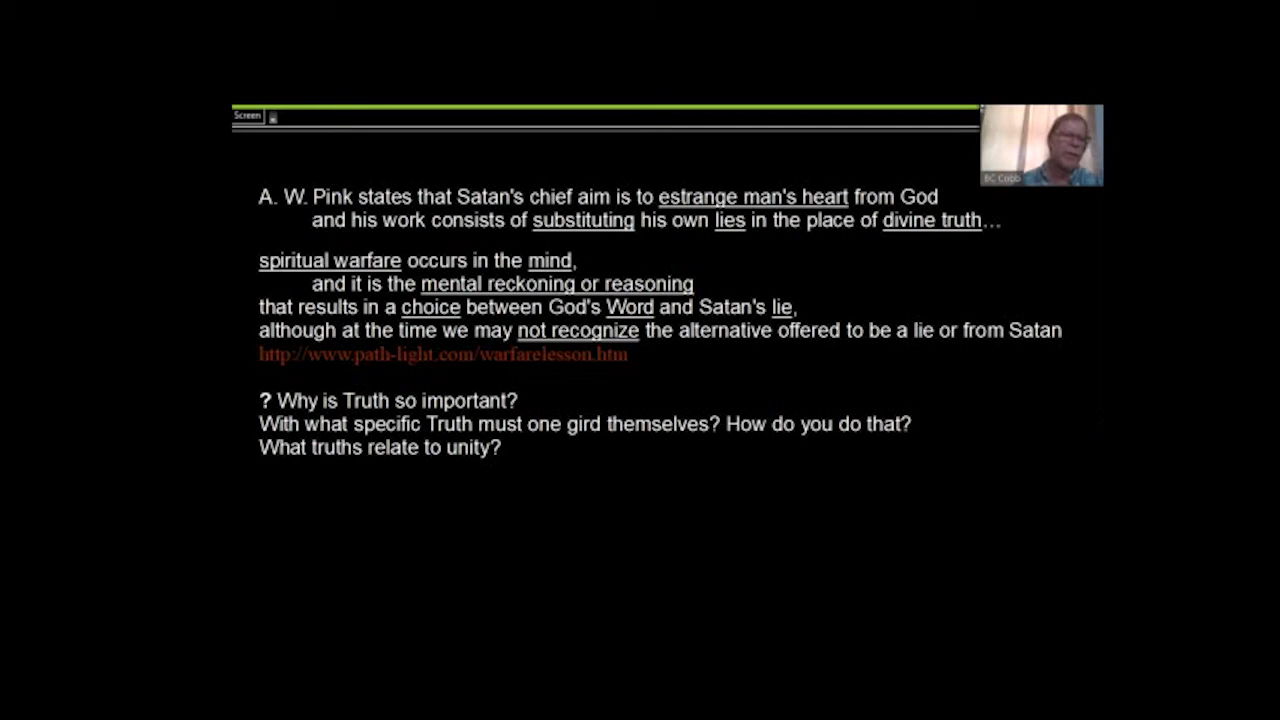 Screen
BC Copp
A. W. Pink states that Satan's chief aim is to estrange man's heart from God
and his work consists of substituting his own lies in the place of divine truth...
spiritual warfare occurs in the mind,
and it is the mental reckoning or reasoning
that results in a choice between God's Word and Satan's lie,
although at the time we may not recognize the alternative offered to be a lie or from Satan
http://www.path-light.com/warfarelesson.htm
? Why is Truth so important?
With what specific Truth must one gird themselves? How do you do that?
What truths relate to unity?